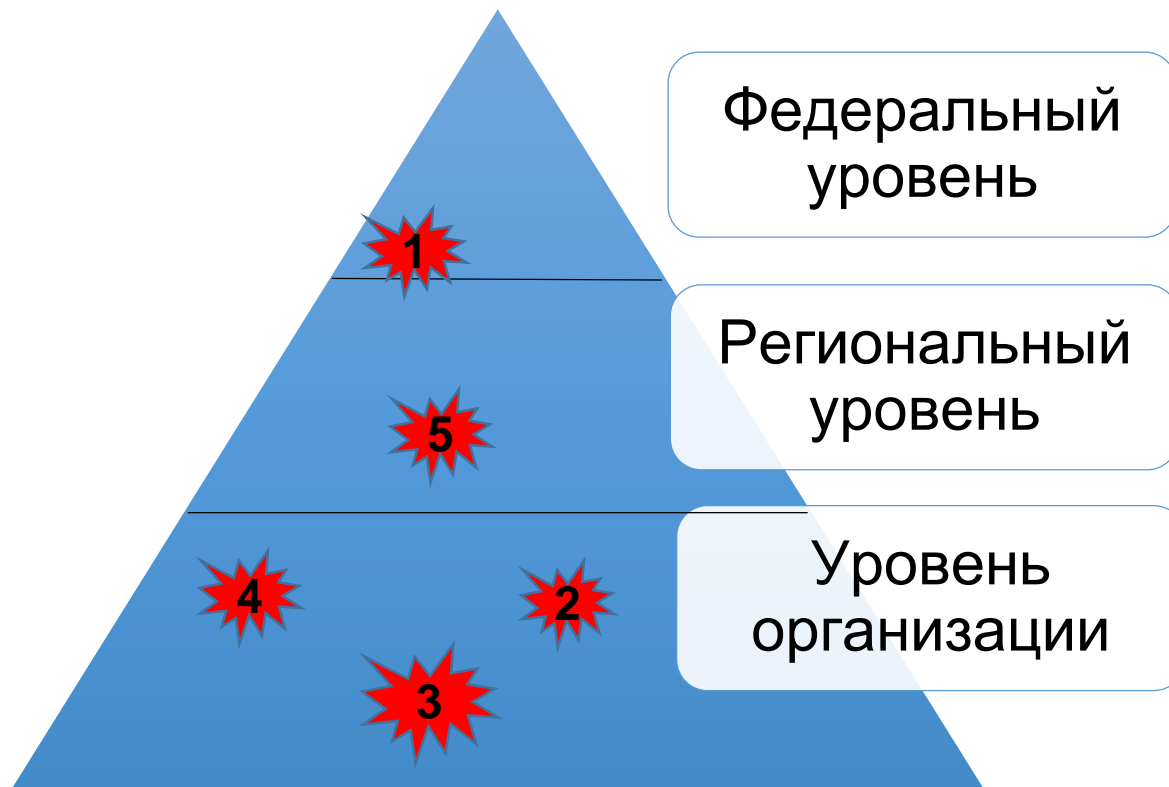 Федеральный
уровень
1
Региональный
уровень
5
Уровень
организации
4
2
3